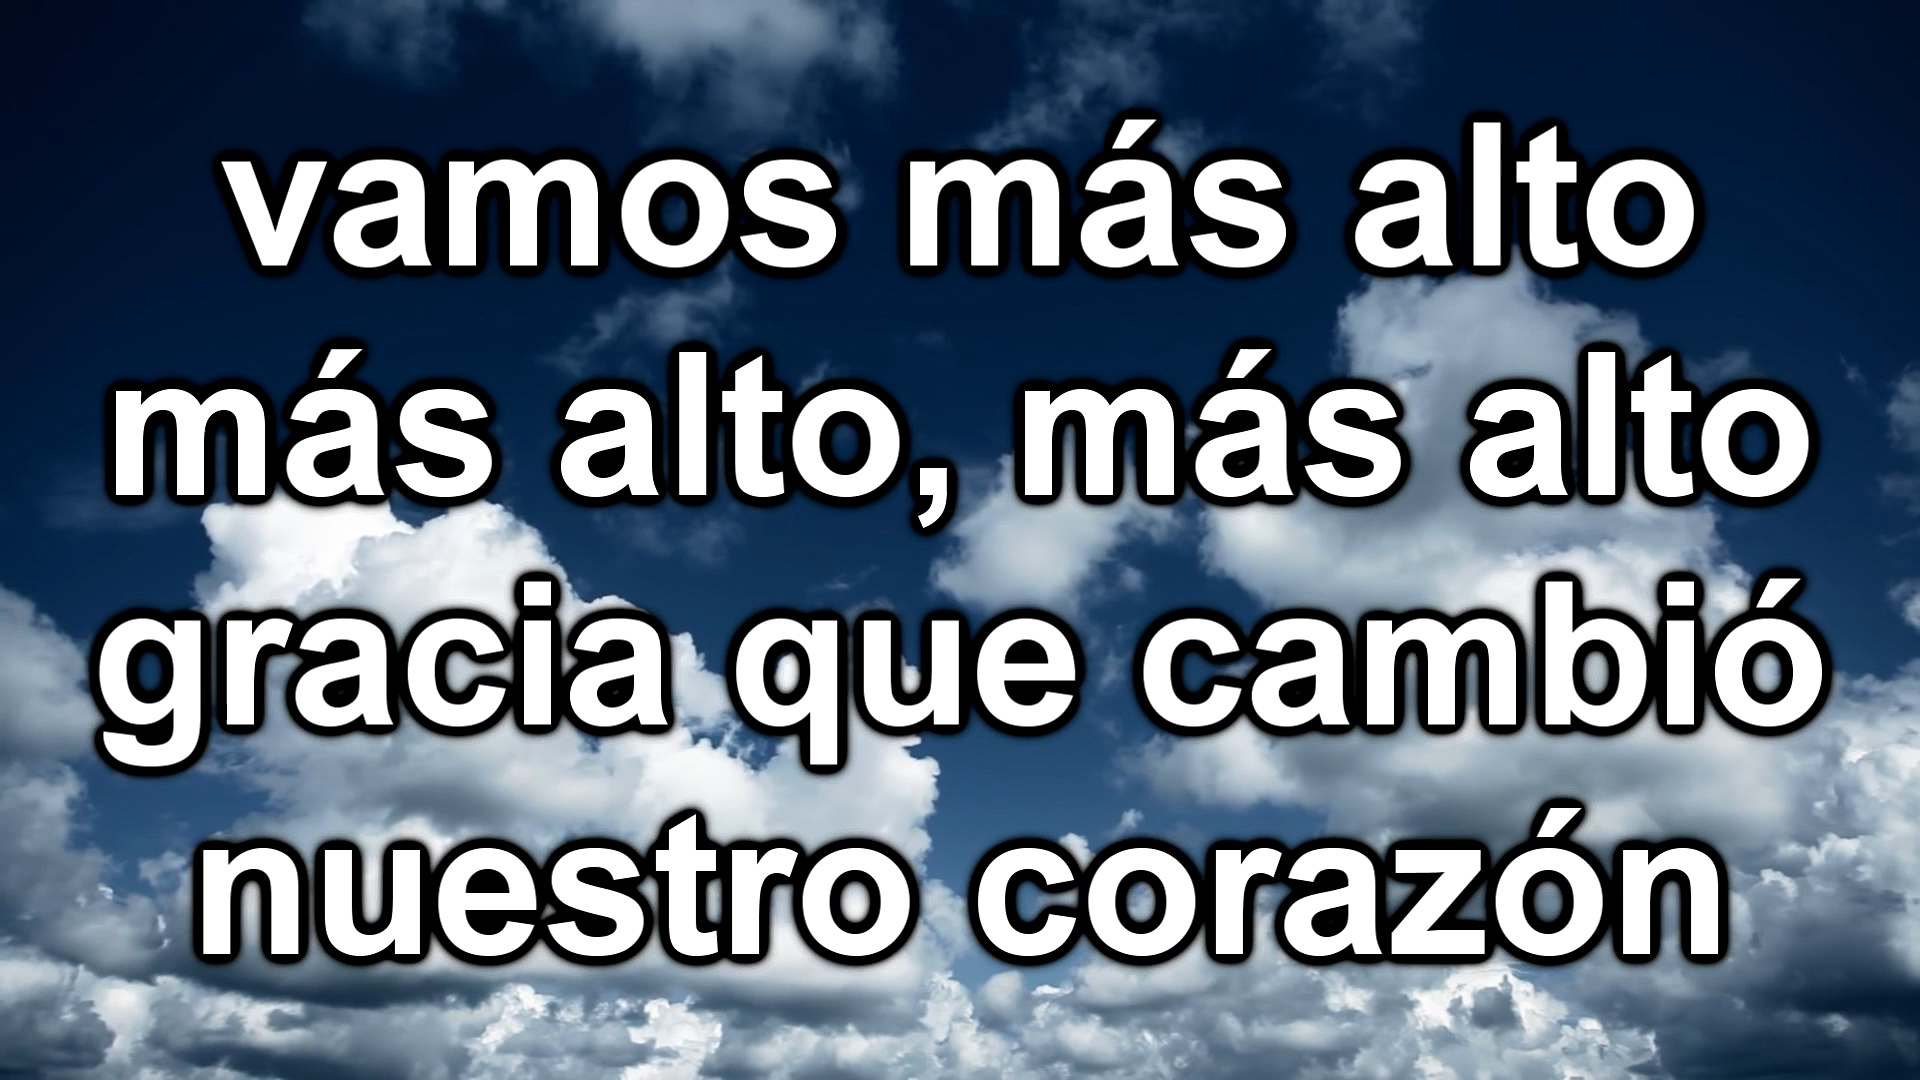 vamos más alto
más alto, más alto
gracia que cambió
nuestro corazón